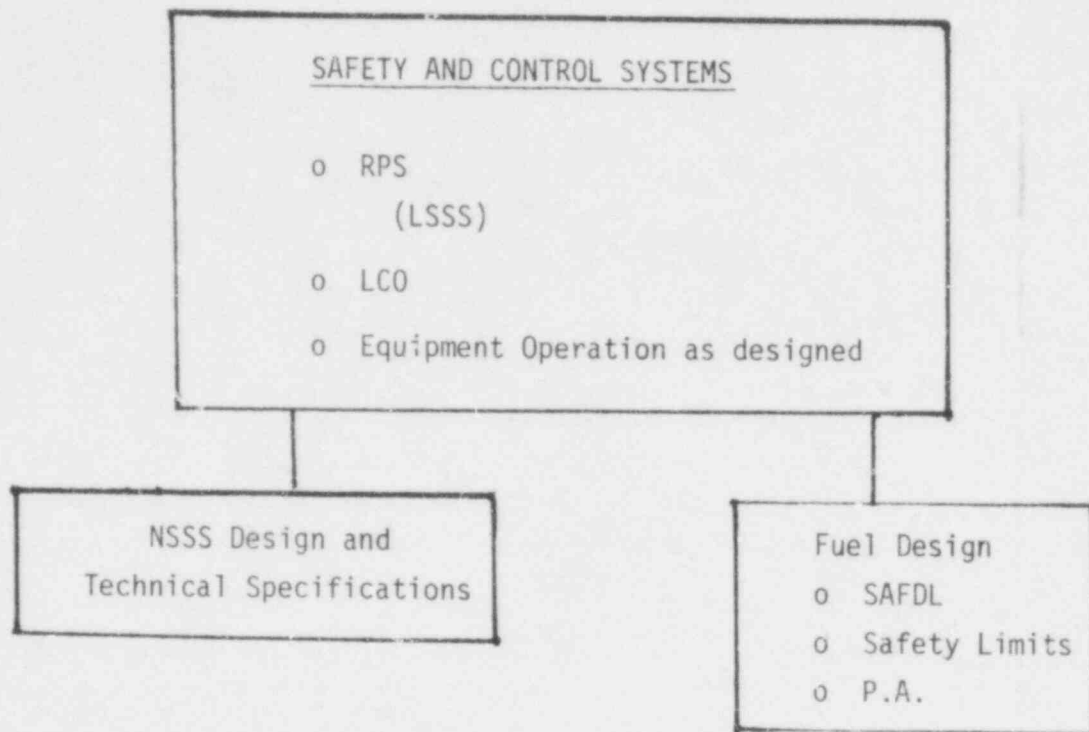 SAFETY AND CONTROL SYSTEMS
o RPS
(LSSS)
o LCO
o Equipment Operation as designed
NSSS Design and
Technical Specifications
Fuel Design
o SAFDL
o Safety Limits
o P.A.